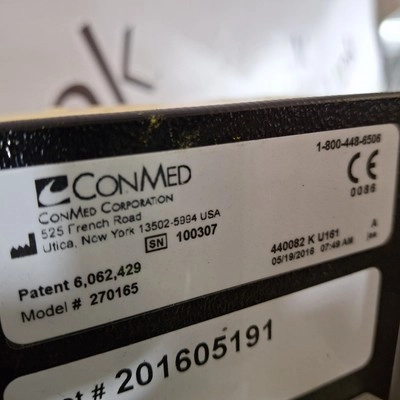 CONMED
CONMED CORPORATION
525 French Road
Utica, New York 13502-5994 USA
SN 100307
Patent 6,062,429
Model # 270165
1-800-448-6506
CE
0086
440082 K U161 A
05/19/2016 07:49 AM
# 201605191